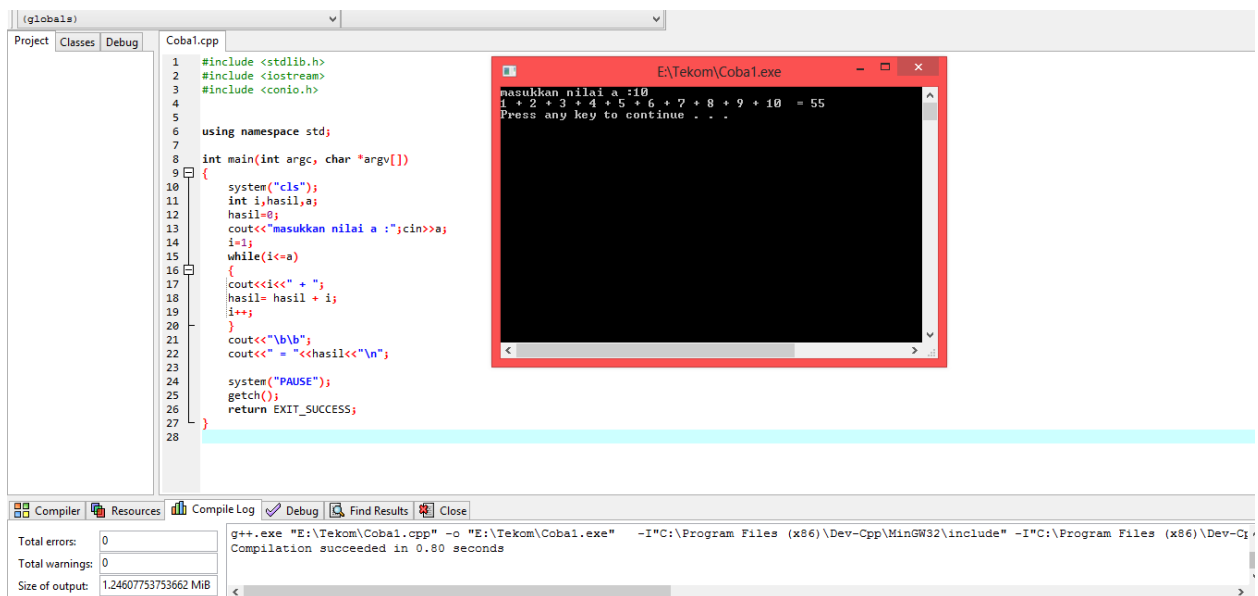 (globals)
Project Classes Debug
Coba1.cpp
1 #include <stdlib.h>
2 #include <iostream>
3 #include <conio.h>
4
5
6 using namespace std;
7
8 int main(int argc, char *argv[])
9 {
10 system("cls");
11 int i,hasil,a;
12 hasil=0;
13 cout<<"masukkan nilai a :";cin>>a;
14 i=1;
15 while(i<=a)
16 {
17 cout<<i<<" + ";
18 hasil= hasil + i;
19 i++;
20 }
21 cout<<"\b\b";
22 cout<<" = "<<hasil<<"\n";
23
24 system("PAUSE");
25 getch();
26 return EXIT_SUCCESS;
27 }
28
E:\Tekom\Coba1.exe
masukkan nilai a :10
1 + 2 + 3 + 4 + 5 + 6 + 7 + 8 + 9 + 10  = 55
Press any key to continue . . .
Compiler Resources Compile Log Debug Find Results Close
Total errors: 0
Total warnings: 0
Size of output: 1.24607753753662 MiB
g++.exe "E:\Tekom\Coba1.cpp" -o "E:\Tekom\Coba1.exe" -I"C:\Program Files (x86)\Dev-Cpp\MinGW32\include" -I"C:\Program Files (x86)\Dev-Cp
Compilation succeeded in 0.80 seconds